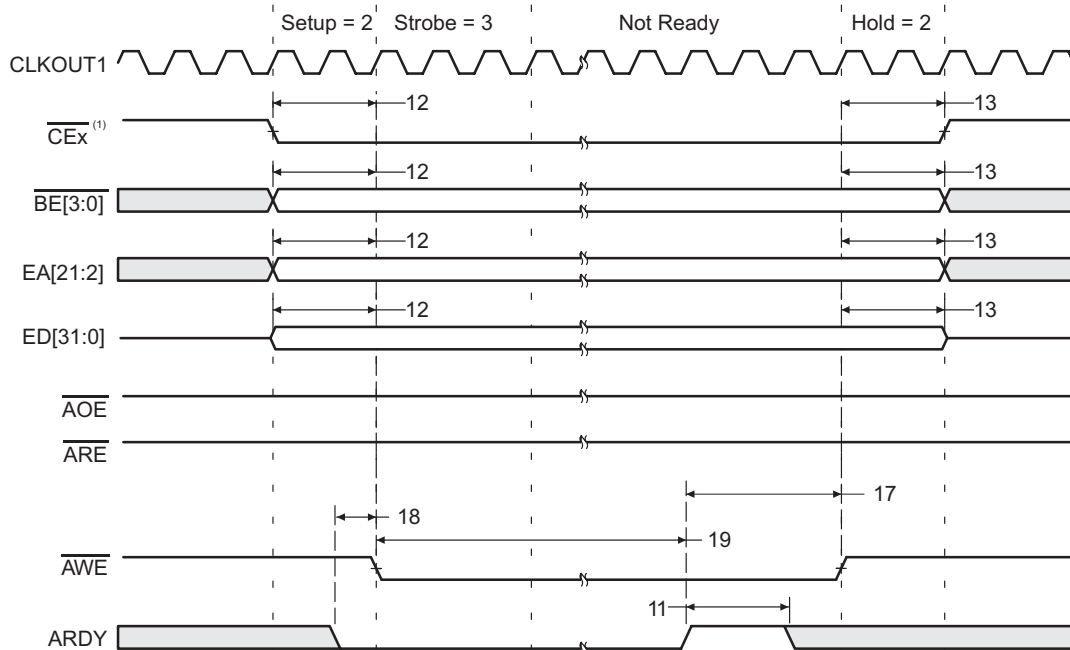 Setup = 2 Strobe = 3 Not Ready Hold = 2
CLKOUT1
12 13
CEx (1)
12 13
BE[3:0]
12 13
EA[21:2]
12 13
ED[31:0]
AOE
ARE
17
18
19
AWE
11
ARDY